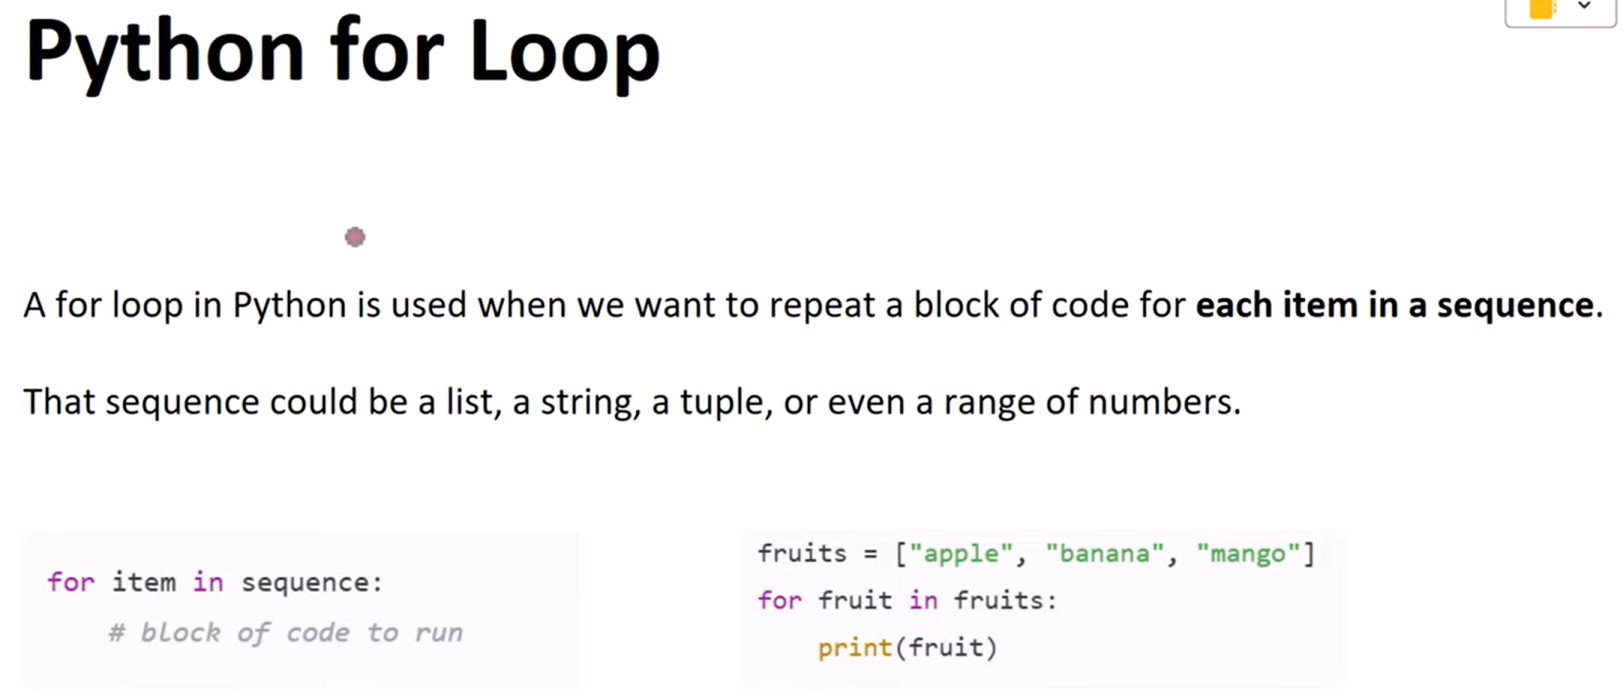 Python for Loop
A for loop in Python is used when we want to repeat a block of code for each item in a sequence.
That sequence could be a list, a string, a tuple, or even a range of numbers.
for item in sequence:
    # block of code to run
fruits = ["apple", "banana", "mango"]
for fruit in fruits:
    print(fruit)